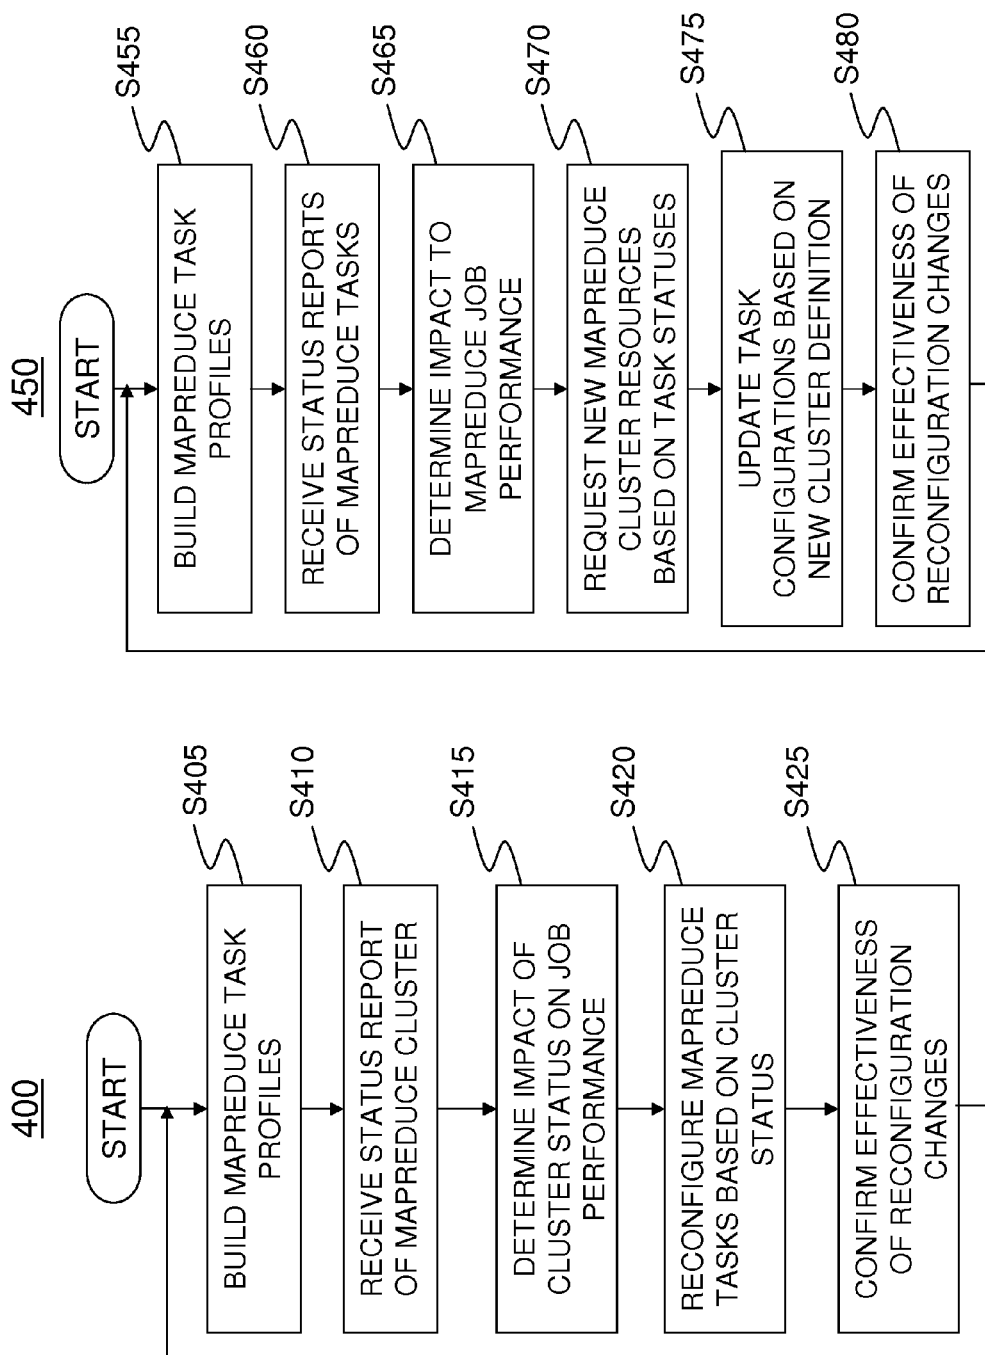 400
START
BUILD MAPREDUCE TASK
PROFILES
S405
RECEIVE STATUS REPORT
OF MAPREDUCE CLUSTER
S410
DETERMINE IMPACT OF
CLUSTER STATUS ON JOB
PERFORMANCE
S415
RECONFIGURE MAPREDUCE
TASKS BASED ON CLUSTER
STATUS
S420
CONFIRM EFFECTIVENESS
OF RECONFIGURATION
CHANGES
S425
450
START
BUILD MAPREDUCE TASK
PROFILES
S455
RECEIVE STATUS REPORTS
OF MAPREDUCE TASKS
S460
DETERMINE IMPACT TO
MAPREDUCE JOB
PERFORMANCE
S465
REQUEST NEW MAPREDUCE
CLUSTER RESOURCES
BASED ON TASK STATUSES
S470
UPDATE TASK
CONFIGURATIONS BASED ON
NEW CLUSTER DEFINITION
S475
CONFIRM EFFECTIVENESS OF
RECONFIGURATION CHANGES
S480